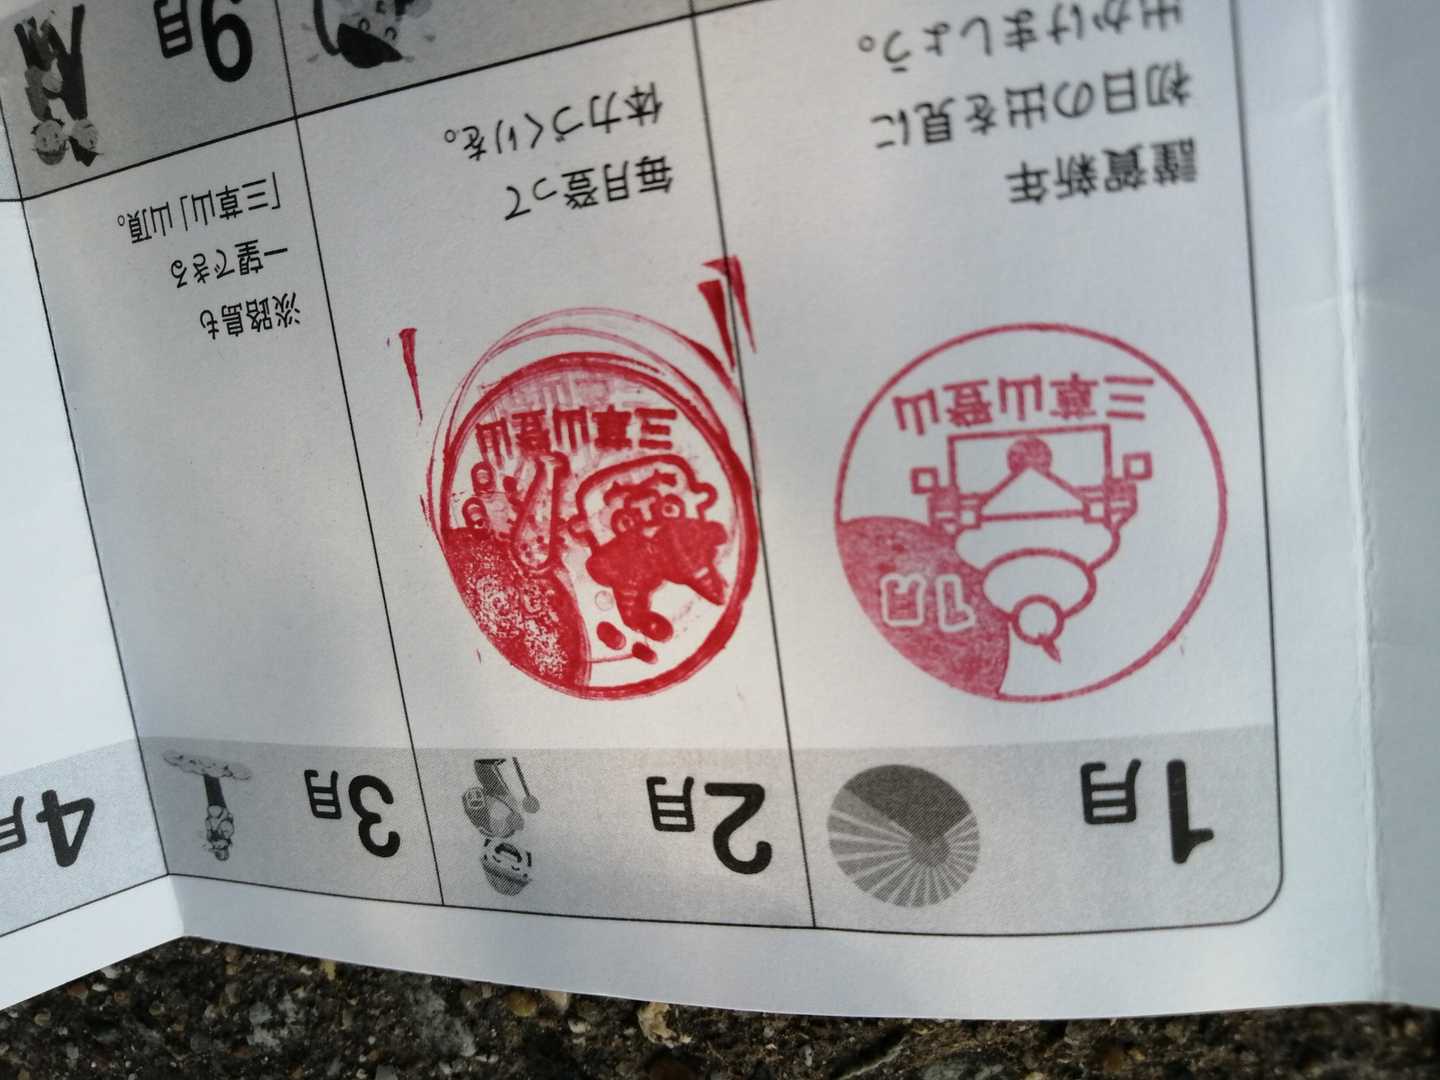 1月
2月
3月
4月
1月
三草山登山
三草山登山
謹賀新年
初日の出を見に
出かけましょう。
毎月登って
体力づくりを。
淡路島も
一望できる
「三草山」山頂。
9月